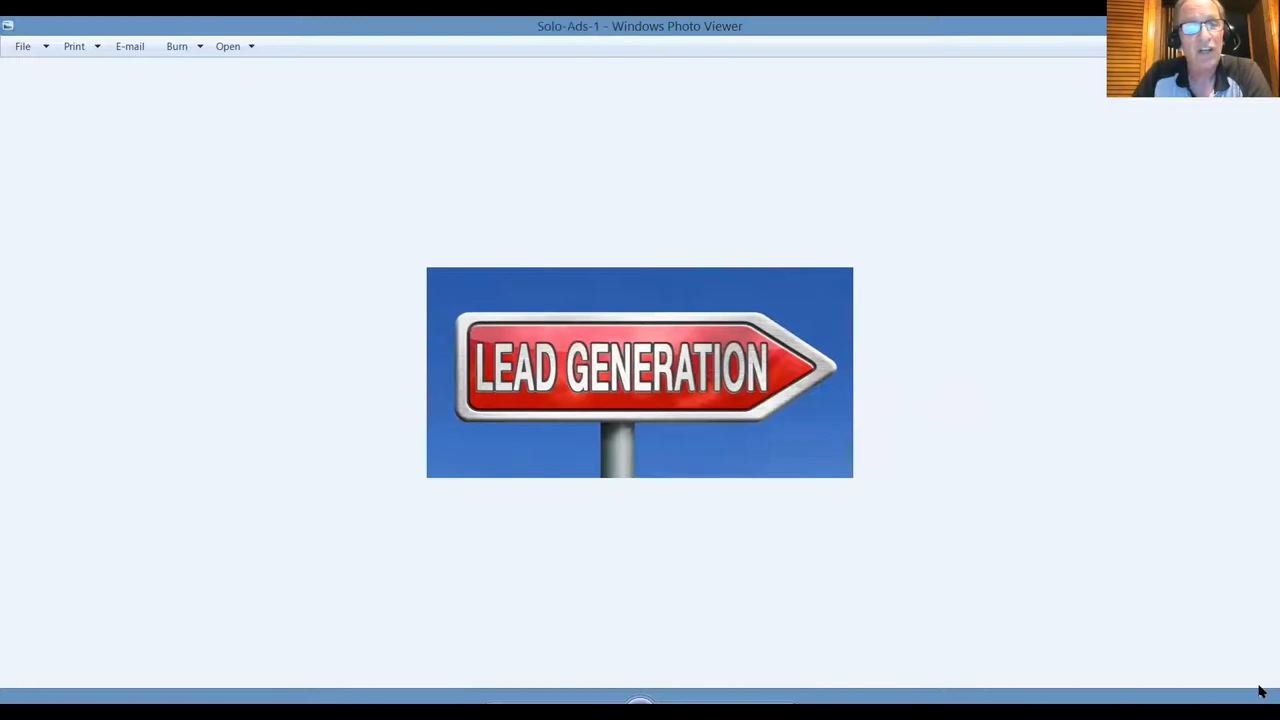 Solo-Ads-1 - Windows Photo Viewer
File Print E-mail Burn Open
LEAD GENERATION